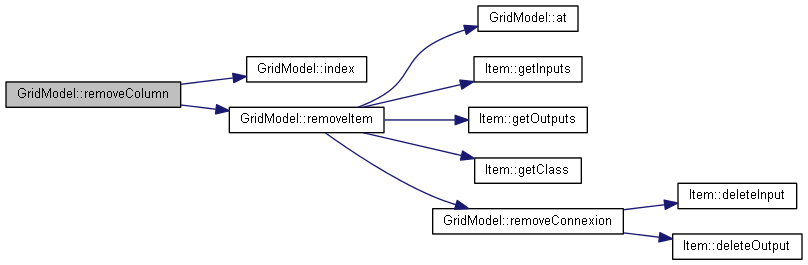 GridModel::removeColumn
GridModel::index
GridModel::removeItem
GridModel::at
Item::getInputs
Item::getOutputs
Item::getClass
GridModel::removeConnexion
Item::deleteInput
Item::deleteOutput